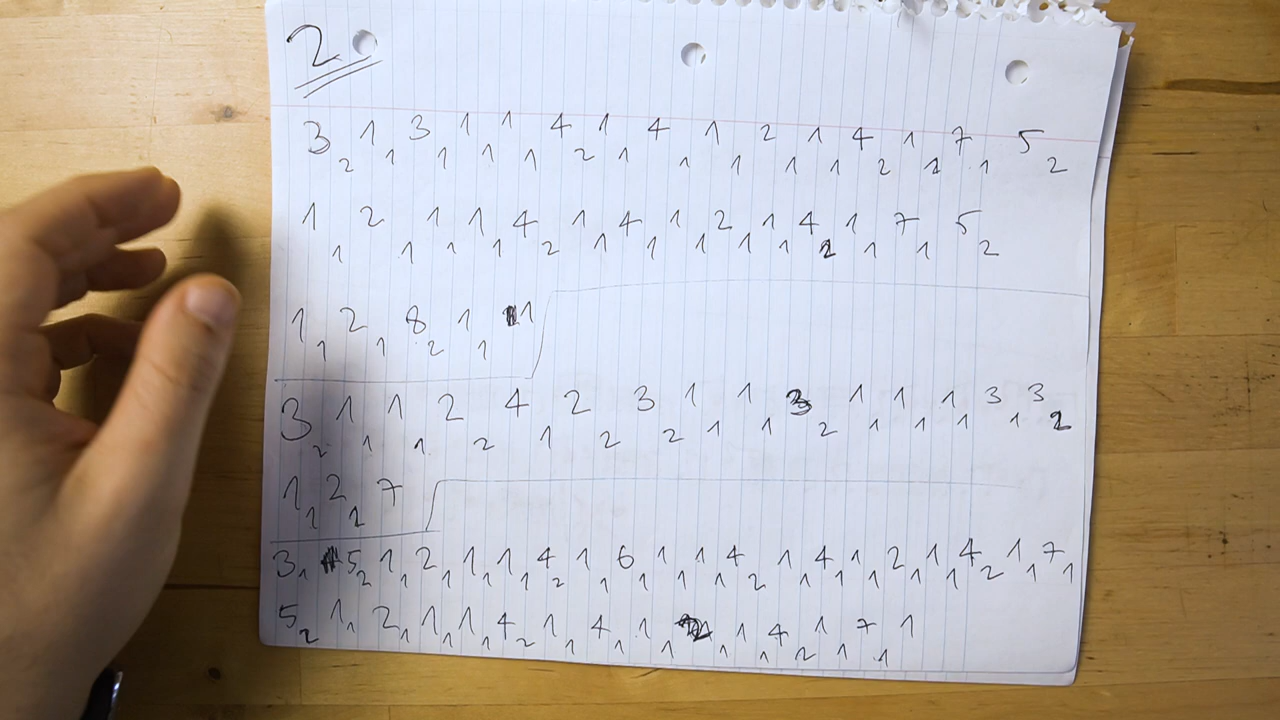 2
3 2 1 1 3 1 1 1 1 1 4 2 1 1 4 1 1 1 2 1 1 1 4 2 1 1 7 1 5 2
1 1 2 1 1 1 1 1 4 2 1 1 4 1 1 1 2 1 1 1 4 2 1 1 7 1 5 2
1 1 2 1 8 2 1 1 1
3 2 1 1 1 1 2 2 4 1 2 2 3 2 1 1 1 1 3 2 1 1 1 1 1 1 3 1 3 2
1 1 2 1 7
3 1 5 2 1 1 2 1 1 1 1 1 4 2 1 1 6 1 1 1 1 1 4 2 1 1 4 1 1 1 2 1 1 1 4 2 1 1 7 1
5 2 1 1 2 1 1 1 1 1 4 2 1 1 4 1 1 1 1 1 1 4 2 1 1 7 1 1